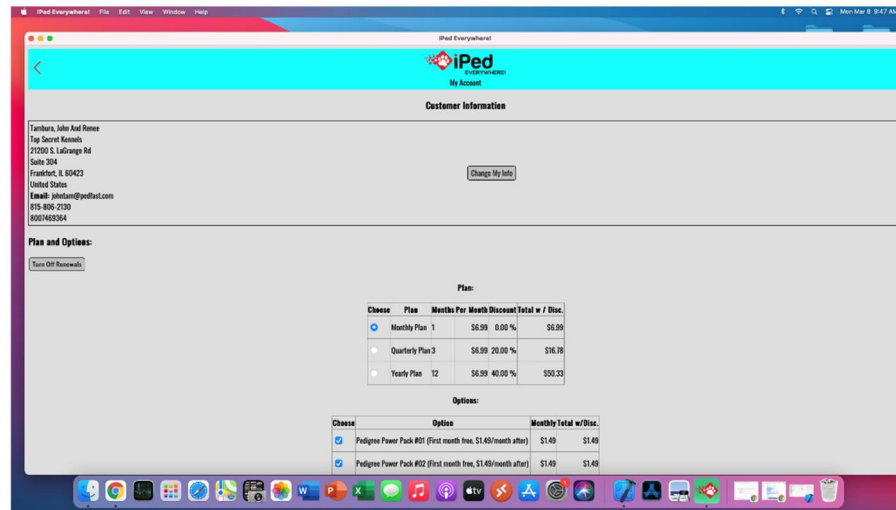 iPed Everywhere! File Edit View Window Help
Mon Mar 8 9:47 AM
iPed Everywhere!
iPed
EVERYWHERE!
My Account
Customer Information
Tamburo, John And Renee
Top Secret Kennels
21200 S. LaGrange Rd
Suite 304
Frankfort, IL 60423
United States
Email: johntam@pedfast.com
815-806-2130
8007469364
Change My Info
Plan and Options:
Turn Off Renewals
Plan:
Choose Plan Months Per Month Discount Total w / Disc.
Monthly Plan 1 $6.99 0.00 % $6.99
Quarterly Plan 3 $6.99 20.00 % $16.78
Yearly Plan 12 $6.99 40.00 % $50.33
Options:
Choose Option Monthly Total w/Disc.
Pedigree Power Pack #01 (First month free, $1.49/month after) $1.49 $1.49
Pedigree Power Pack #02 (First month free, $1.49/month after) $1.49 $1.49
tv